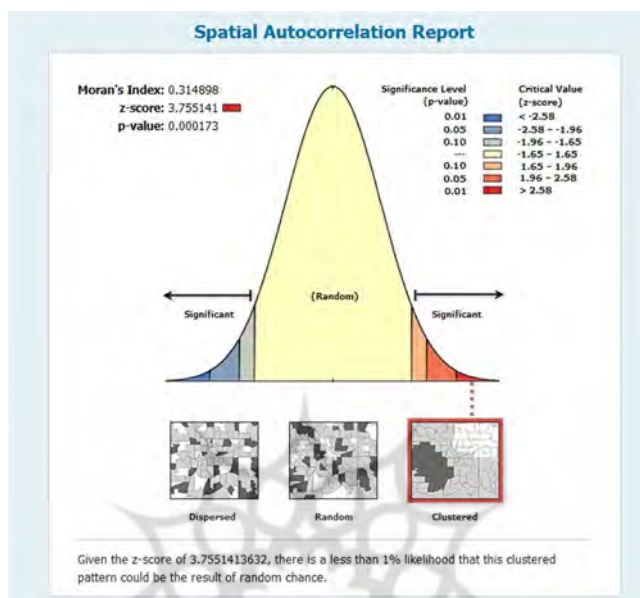 Spatial Autocorrelation Report
Moran's Index: 0.314898
z-score: 3.755141
p-value: 0.000173
Significance Level (p-value) Critical Value (z-score)
0.01 < -2.58
0.05 -2.58 - -1.96
0.10 -1.96 - -1.65
--- -1.65 - 1.65
0.10 1.65 - 1.96
0.05 1.96 - 2.58
0.01 > 2.58
(Random)
Significant Significant
Dispersed Random Clustered
Given the z-score of 3.7551413632, there is a less than 1% likelihood that this clustered
pattern could be the result of random chance.